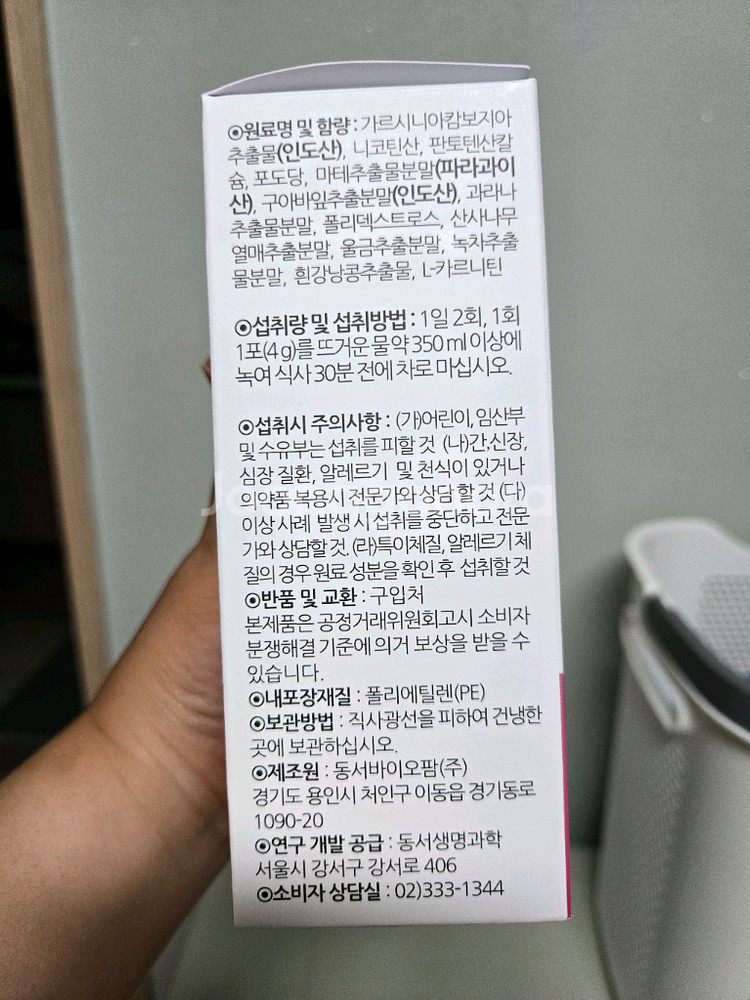 ⊙원료명 및 함량 : 가르시니아캄보지아
추출물(인도산), 니코틴산, 판토텐산칼
슘, 포도당, 마테추출물분말(파라과이
산), 구아바잎추출분말(인도산), 과라나
추출물분말, 폴리덱스트로스, 산사나무
열매추출분말, 울금추출분말, 녹차추출
물분말, 흰강낭콩추출물, L-카르니틴
⊙섭취량 및 섭취방법 : 1일 2회, 1회
1포(4g)를 뜨거운 물 약 350ml 이상에
녹여 식사 30분 전에 차로 마십시오.
⊙섭취시 주의사항 : (가)어린이, 임산부
및 수유부는 섭취를 피할 것 (나)간,신장,
심장 질환, 알레르기 및 천식이 있거나
의약품 복용시 전문가와 상담 할 것 (다)
이상사례 발생 시 섭취를 중단하고 전문
가와 상담할 것. (라)특이체질, 알레르기 체
질의 경우 원료 성분을 확인 후 섭취할 것
⊙반품 및 교환 : 구입처
본제품은 공정거래위원회고시 소비자
분쟁해결 기준에 의거 보상을 받을 수
있습니다.
⊙내포장재질 : 폴리에틸렌(PE)
⊙보관방법 : 직사광선을 피하여 건냉한
곳에 보관하십시오.
⊙제조원 : 동서바이오팜(주)
경기도 용인시 처인구 이동읍 경기동로
1090-20
⊙연구 개발 공급 : 동서생명과학
서울시 강서구 강서로 406
⊙소비자 상담실 : 02)333-1344